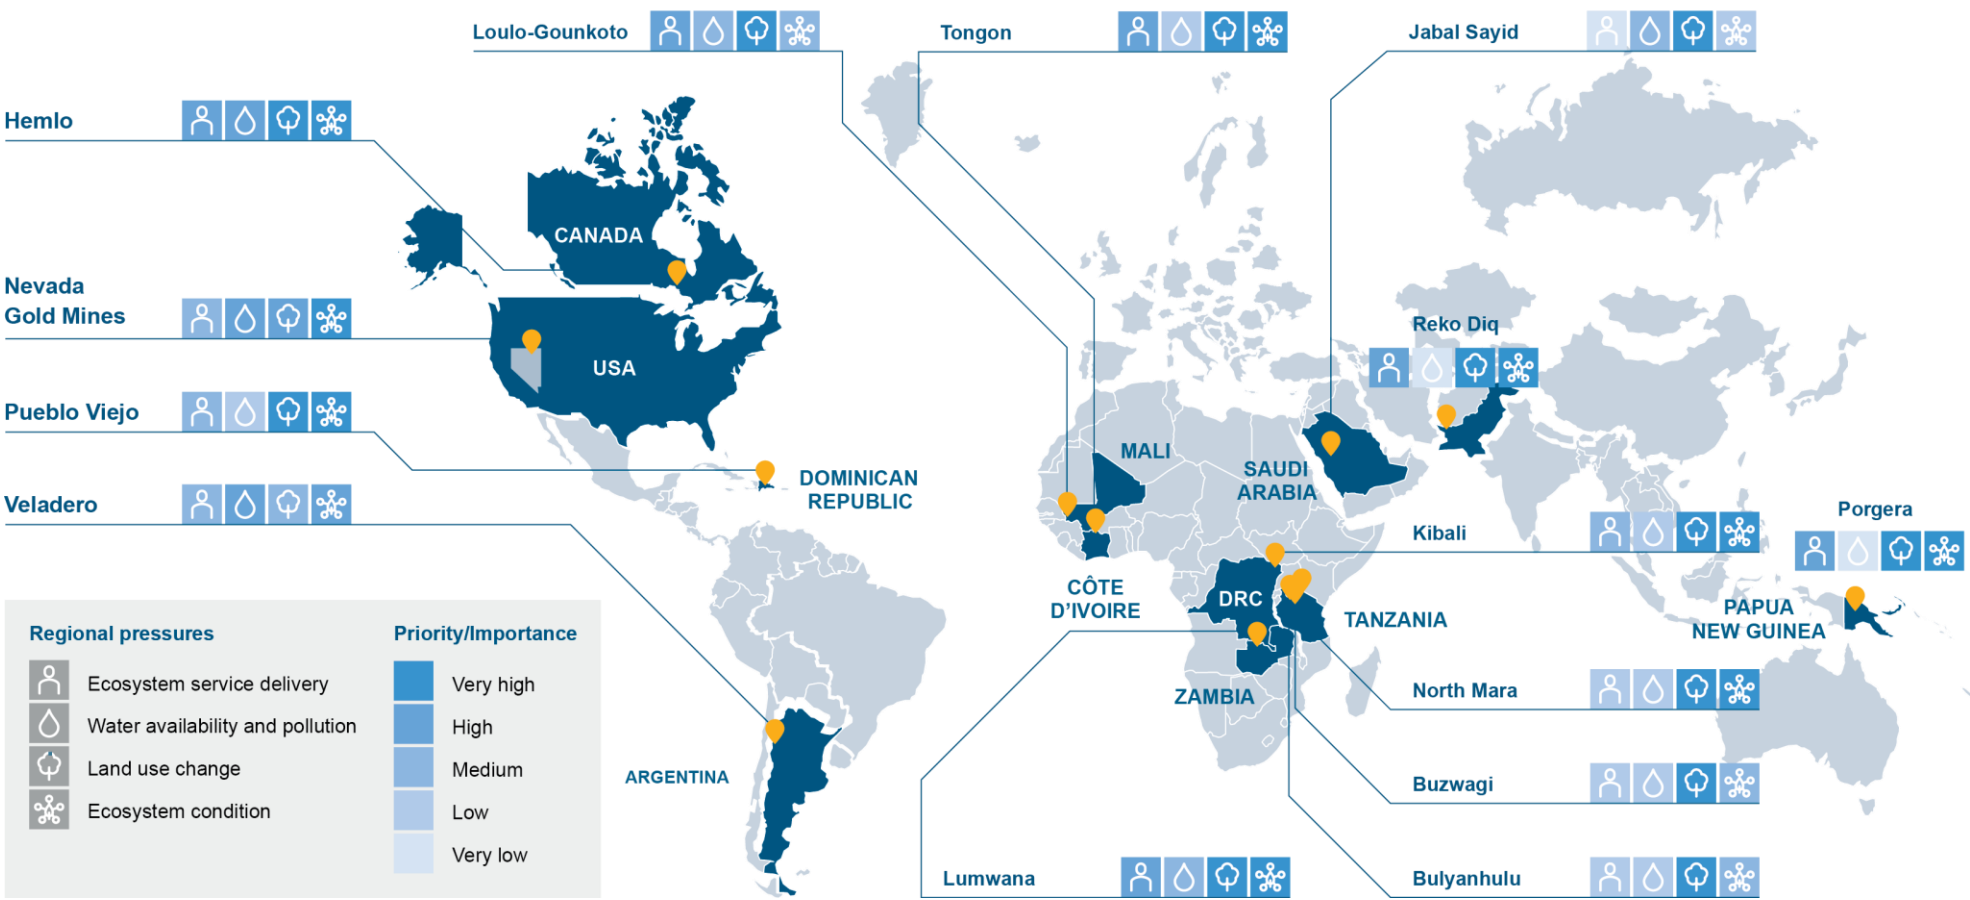 Loulo-Gounkoto
Tongon
Jabal Sayid
Hemlo
CANADA
Nevada
Gold Mines
Reko Diq
USA
Pueblo Viejo
MALI
SAUDI
ARABIA
DOMINICAN
REPUBLIC
Veladero
Kibali
Porgera
CÔTE
D’IVOIRE
DRC
TANZANIA
PAPUA
NEW GUINEA
Regional pressures
Ecosystem service delivery
Water availability and pollution
Land use change
Ecosystem condition
Priority/Importance
Very high
High
Medium
Low
Very low
ZAMBIA
North Mara
ARGENTINA
Buzwagi
Lumwana
Bulyanhulu